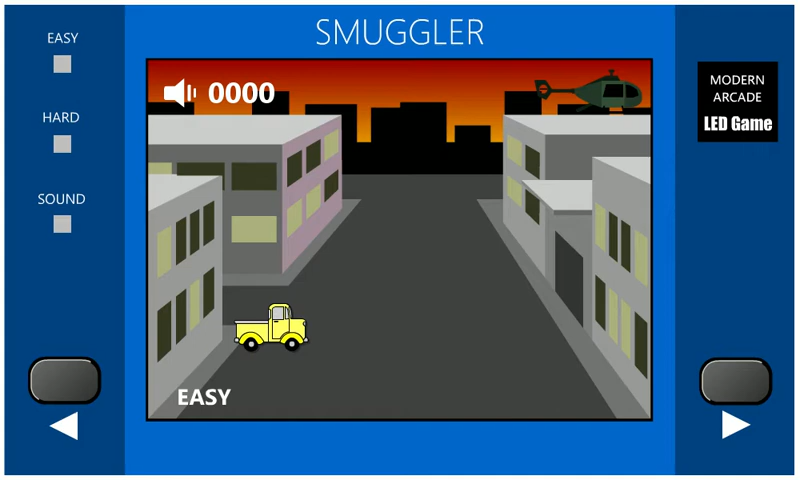 SMUGGLER
EASY
HARD
SOUND
0000
MODERN
ARCADE
LED Game
EASY